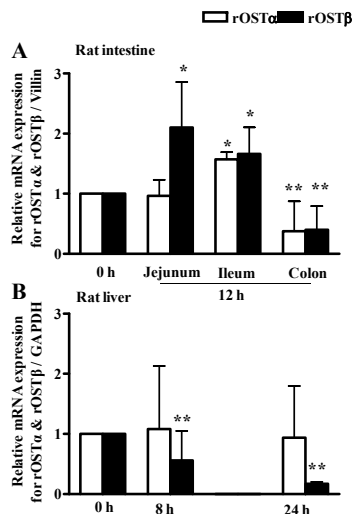 rOSTα rOSTβ
A Rat intestine
Relative mRNA expression
for rOSTα & rOSTβ / Villin
3
2
1
0
*
* *
** **
0 h Jejunum Ileum Colon
12 h
B Rat liver
Relative mRNA expression
for rOSTα & rOSTβ / GAPDH
3
2
1
0
**
**
0 h 8 h 24 h